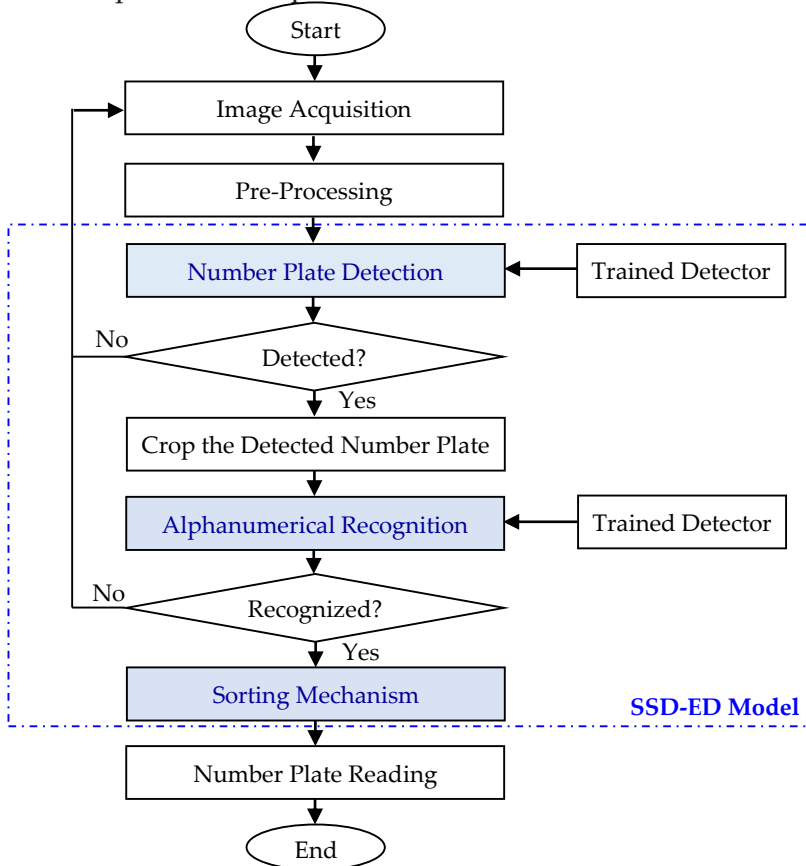 Start
Image Acquisition
Pre-Processing
Number Plate Detection
Trained Detector
No
Detected?
Yes
Crop the Detected Number Plate
Alphanumerical Recognition
Trained Detector
No
Recognized?
Yes
Sorting Mechanism
SSD-ED Model
Number Plate Reading
End